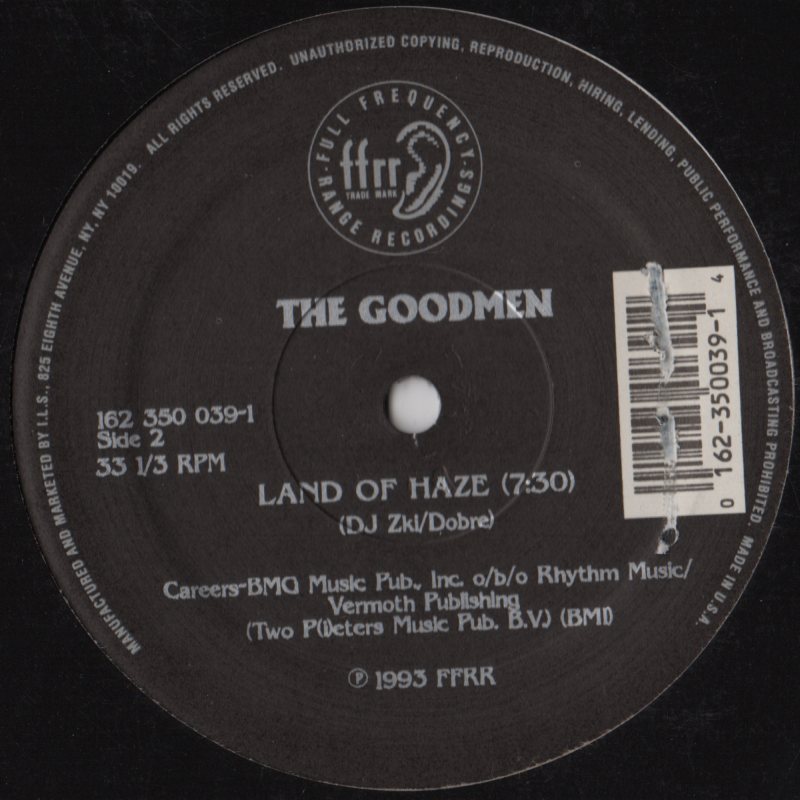 MANUFACTURED AND MARKETED BY I.L.S., 825 EIGHTH AVENUE, NY, NY 10019. ALL RIGHTS RESERVED. UNAUTHORIZED COPYING, REPRODUCTION, HIRING, LENDING, PUBLIC PERFORMANCE AND BROADCASTING PROHIBITED. MADE IN U.S.A.
· FULL FREQUENCY ·
RANGE RECORDINGS
ffrr
TRADE MARK
THE GOODMEN
162 350 039-1
Side 2
33 1/3 RPM
0 162-350039-1 4
LAND OF HAZE (7:30)
(DJ Zki/Dobre)
Careers-BMG Music Pub., Inc. o/b/o Rhythm Music/
Vermoth Publishing
(Two P(i)eters Music Pub. B.V.) (BMI)
℗ 1993 FFRR